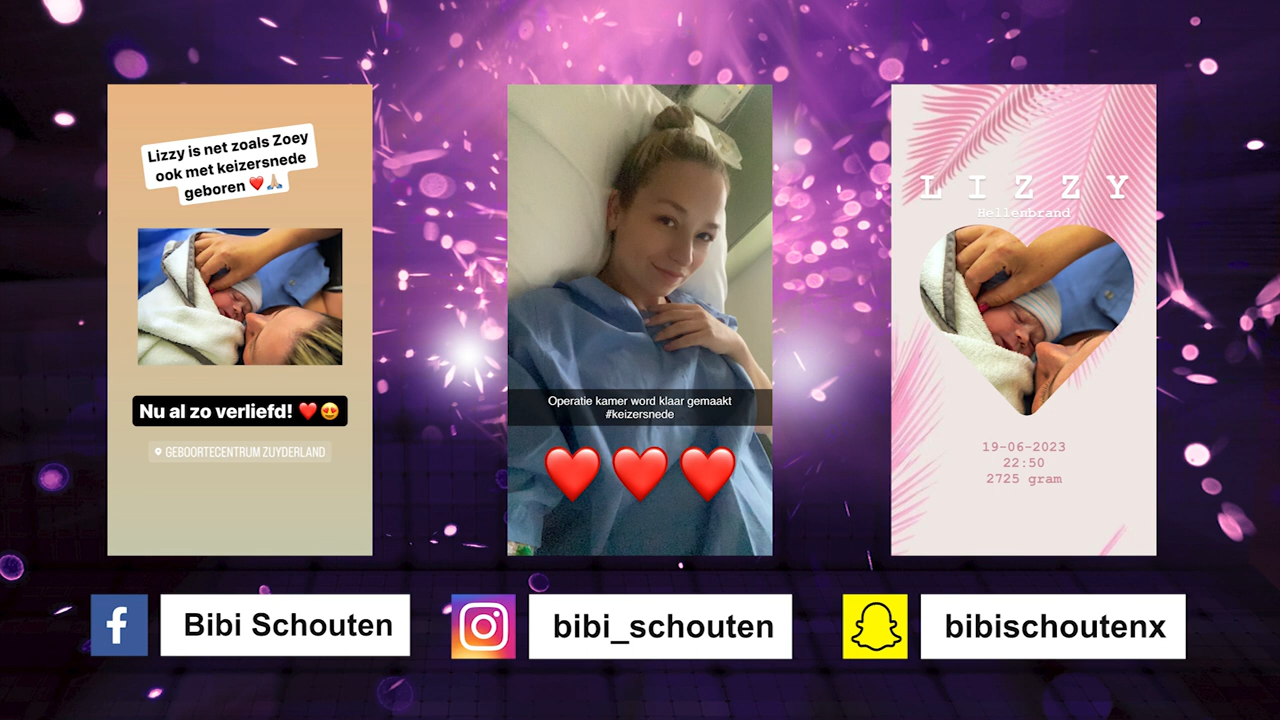 Lizzy is net zoals Zoey
ook met keizersnede
geboren ❤️🙏🏼
Nu al zo verliefd! ❤️😍
GEBOORTECENTRUM ZUYDERLAND
Operatie kamer word klaar gemaakt
#keizersnede
❤️❤️❤️
LIZZY
Hellenbrand
19-06-2023
22:50
2725 gram
Bibi Schouten
bibi_schouten
bibischoutenx